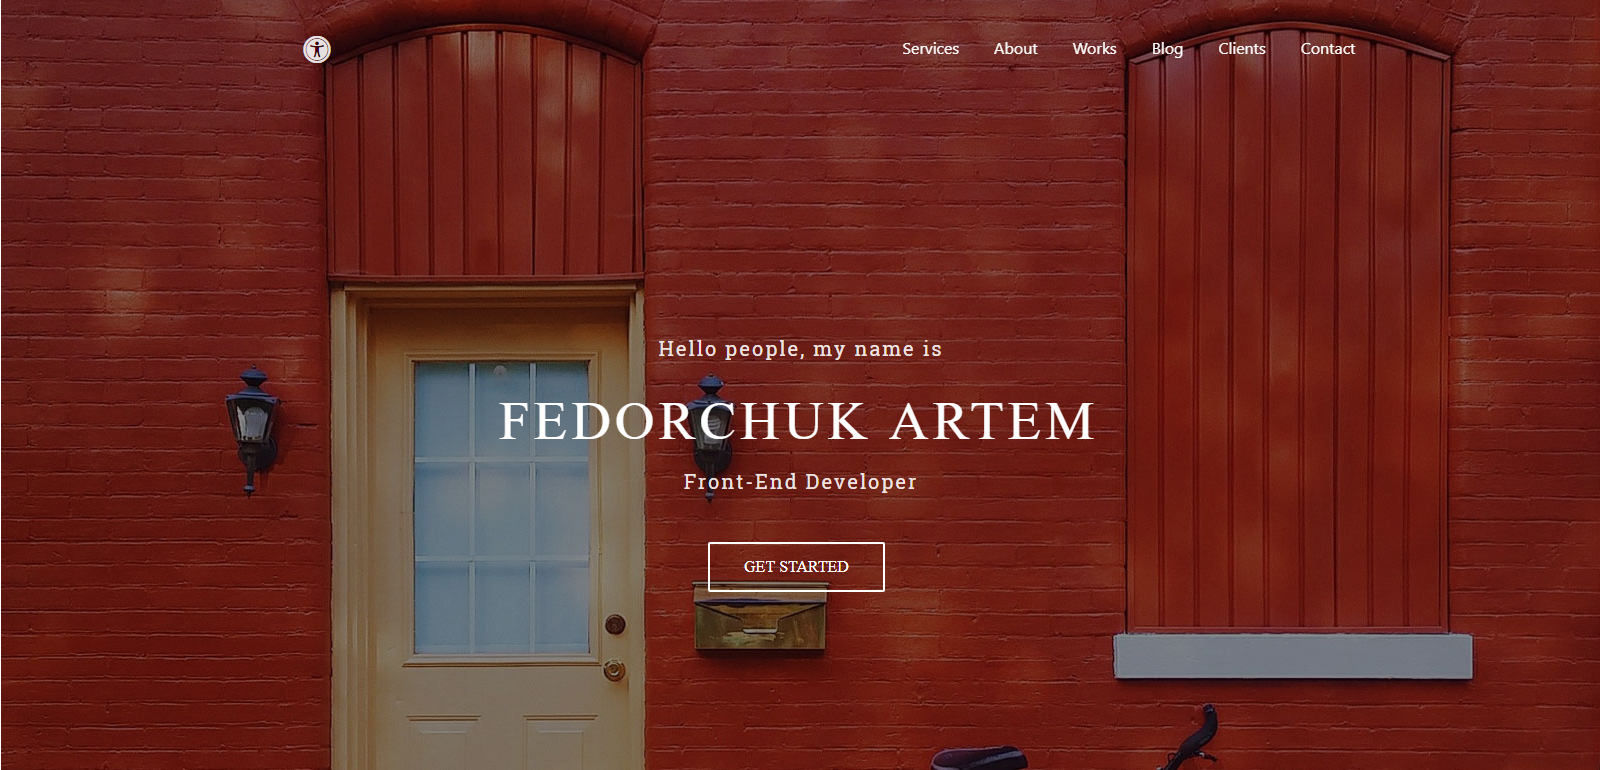 Services About Works Blog Clients Contact
Hello people, my name is
FEDORCHUK ARTEM
Front-End Developer
GET STARTED